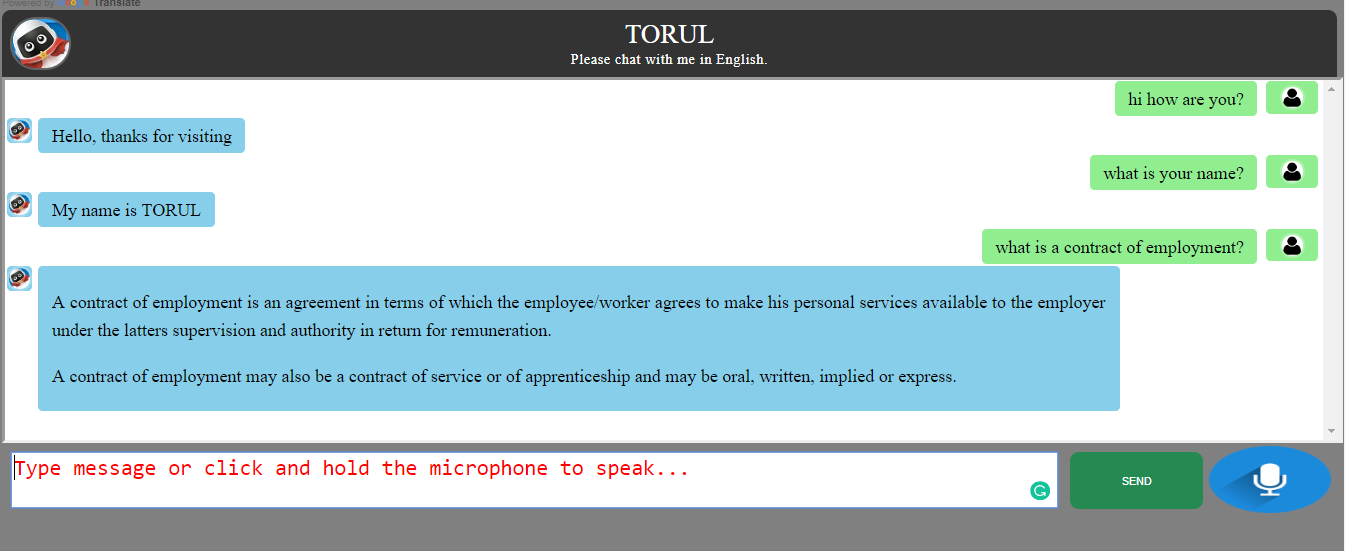 Powered by Google Translate
TORUL
Please chat with me in English.
hi how are you?
Hello, thanks for visiting
what is your name?
My name is TORUL
what is a contract of employment?
A contract of employment is an agreement in terms of which the employee/worker agrees to make his personal services available to the employer
under the latters supervision and authority in return for remuneration.
A contract of employment may also be a contract of service or of apprenticeship and may be oral, written, implied or express.
Type message or click and hold the microphone to speak...
SEND